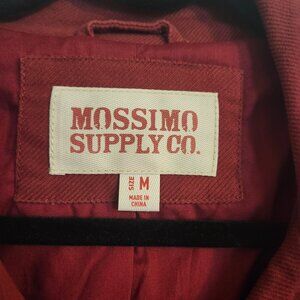 MOSSIMO
SUPPLY CO.
SIZE M
MADE IN
CHINA